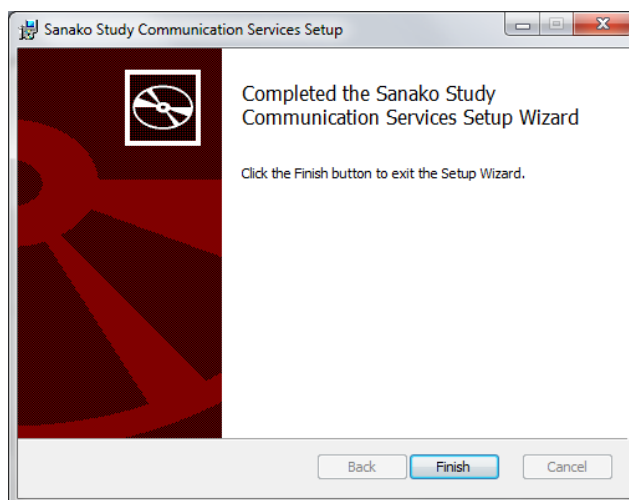 Sanako Study Communication Services Setup
Completed the Sanako Study
Communication Services Setup Wizard
Click the Finish button to exit the Setup Wizard.
Back
Finish
Cancel